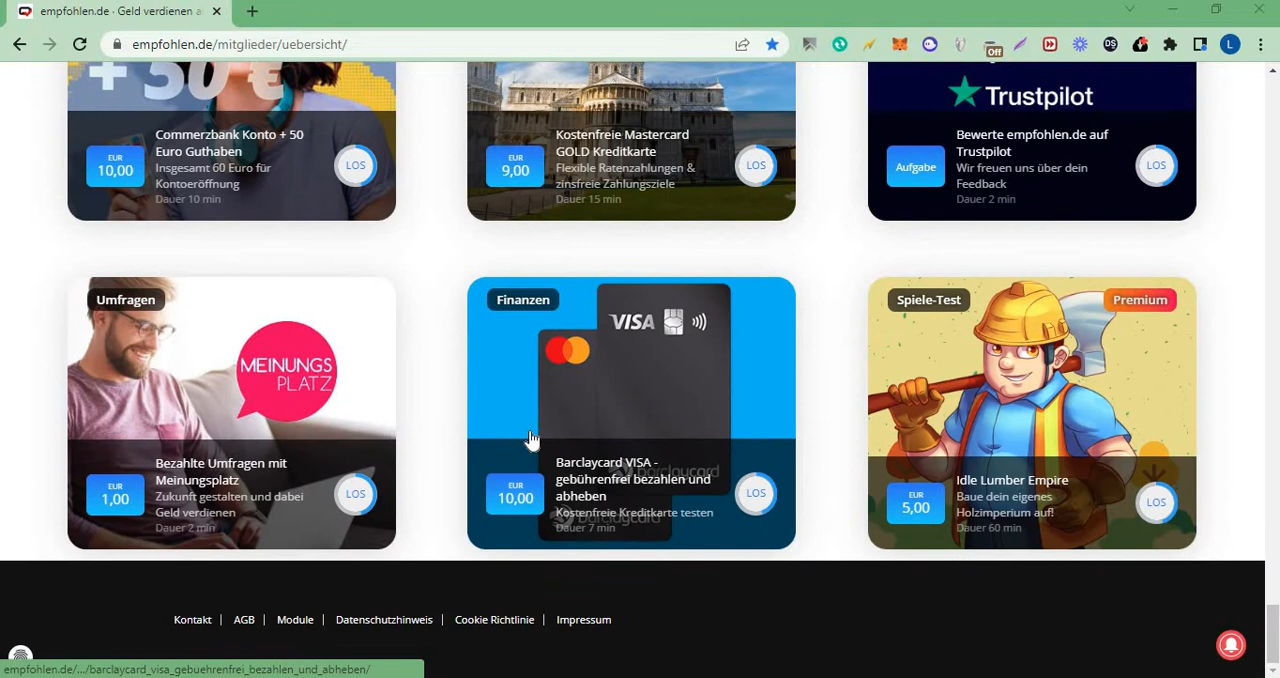 empfohlen.de · Geld verdienen a
empfohlen.de/mitglieder/uebersicht/
Off
DS
L
+ 50 €
Commerzbank Konto + 50
Euro Guthaben
EUR
10,00
Insgesamt 60 Euro für
Kontoeröffnung
Dauer 10 min
LOS
Kostenfreie Mastercard
GOLD Kreditkarte
EUR
9,00
Flexible Ratenzahlungen &
zinsfreie Zahlungsziele
Dauer 15 min
LOS
Trustpilot
Bewerte empfohlen.de auf
Trustpilot
Aufgabe
Wir freuen uns über dein
Feedback
Dauer 2 min
LOS
Umfragen
MEINUNGS
PLATZ
Bezahlte Umfragen mit
Meinungsplatz
EUR
1,00
Zukunft gestalten und dabei
Geld verdienen
Dauer 2 min
LOS
Finanzen
VISA
barclaycard
Barclaycard VISA -
gebührenfrei bezahlen und
abheben
EUR
10,00
Kostenfreie Kreditkarte testen
Dauer 7 min
LOS
barclaycard
Spiele-Test
Premium
Idle Lumber Empire
EUR
5,00
Baue dein eigenes
Holzimperium auf!
Dauer 60 min
LOS
Kontakt | AGB | Module | Datenschutzhinweis | Cookie Richtlinie | Impressum
empfohlen.de/.../barclaycard_visa_gebuehrenfrei_bezahlen_und_abheben/